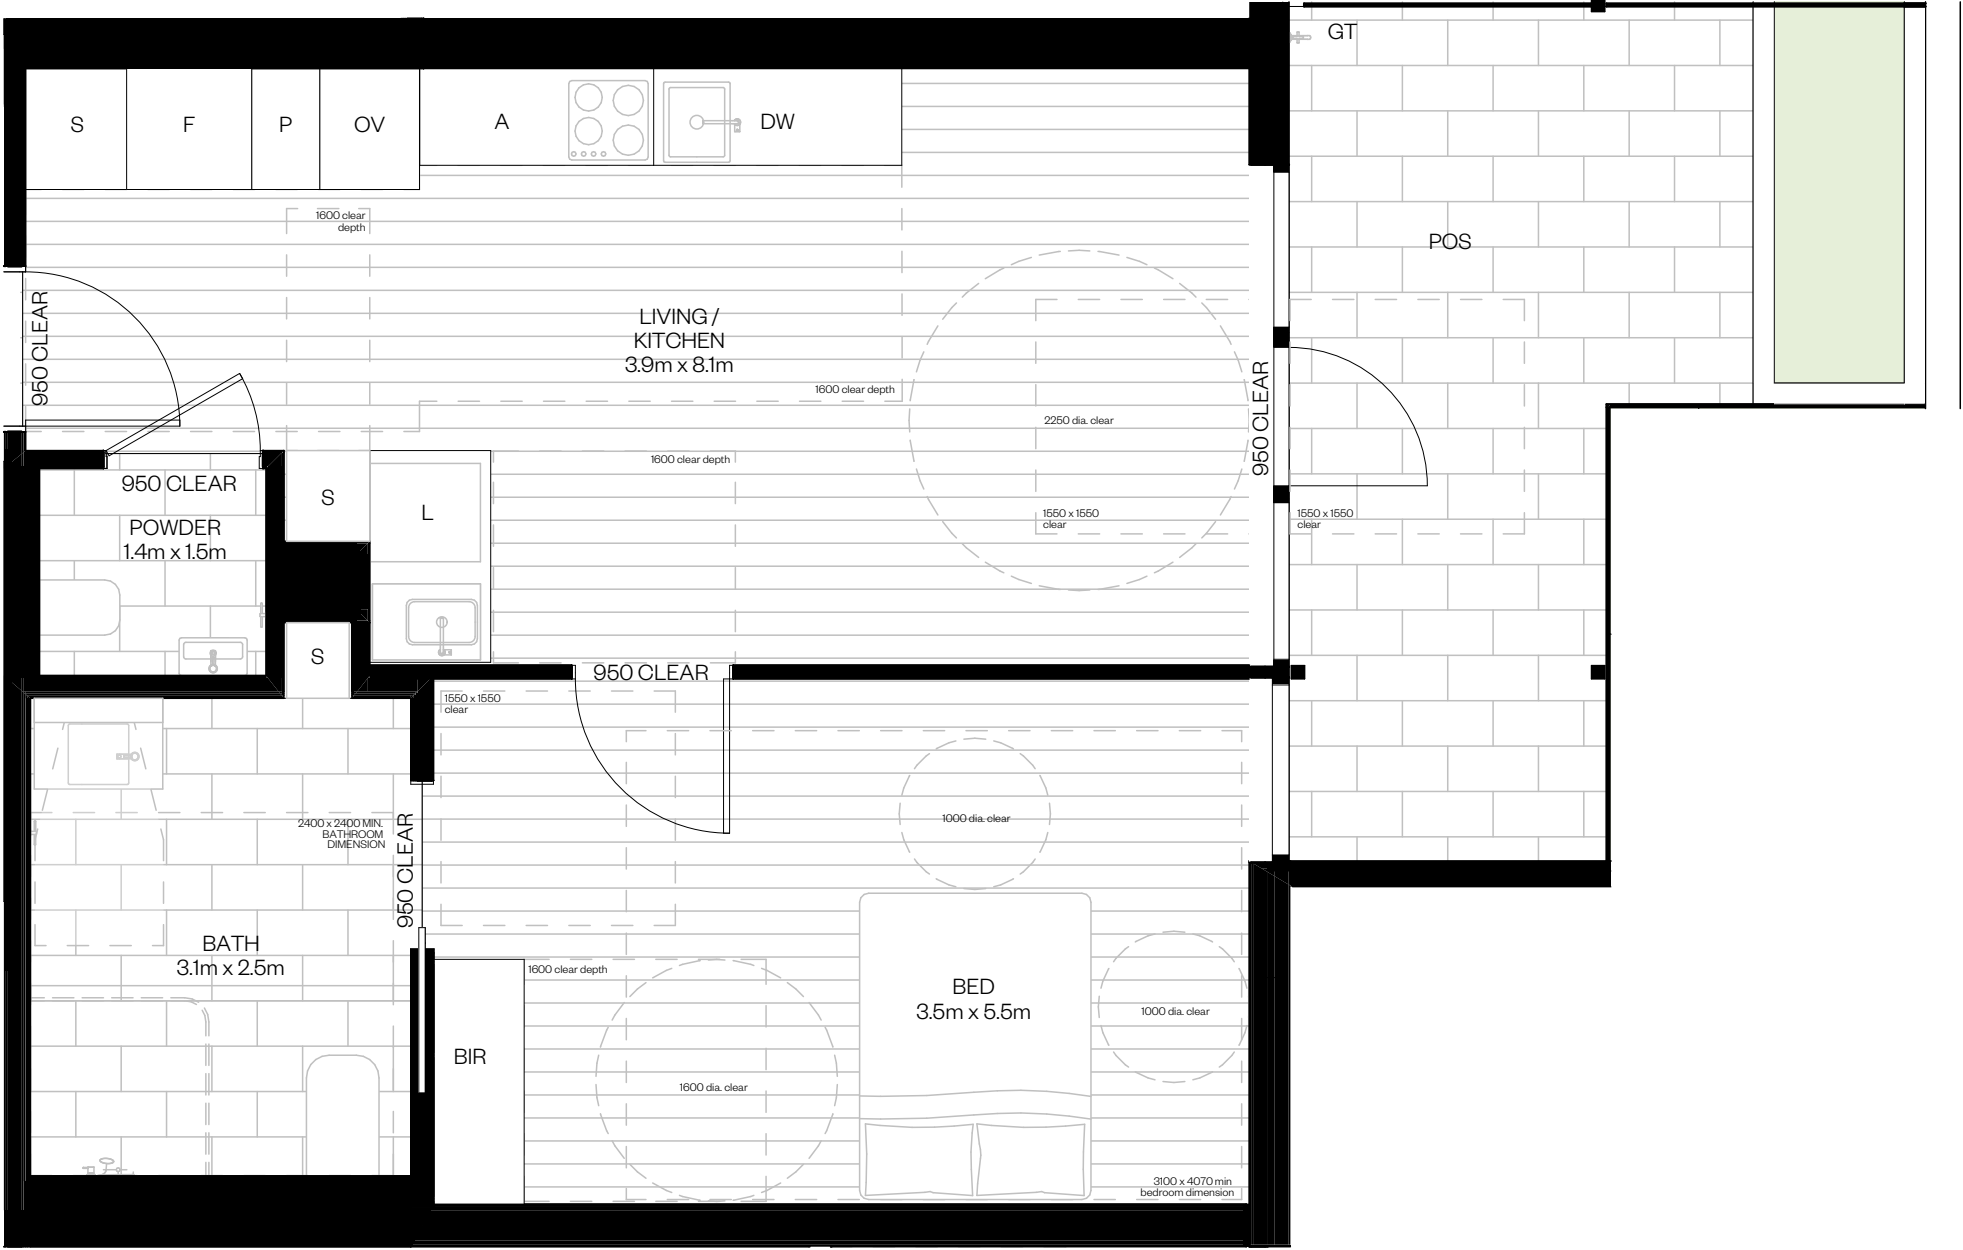 GT
S
F
P
OV
A
DW
1600 clear
depth
POS
950 CLEAR
LIVING /
KITCHEN
3.9m x 8.1m
1600 clear depth
2250 dia. clear
950 CLEAR
1600 clear depth
950 CLEAR
POWDER
1.4m x 1.5m
S
L
1550 x 1550
clear
1550 x 1550
clear
S
950 CLEAR
1550 x 1550
clear
2400 x 2400 MIN.
BATHROOM
DIMENSION
950 CLEAR
1000 dia. clear
BATH
3.1m x 2.5m
1600 clear depth
BED
3.5m x 5.5m
1000 dia. clear
BIR
1600 dia. clear
3100 x 4070 min
bedroom dimension